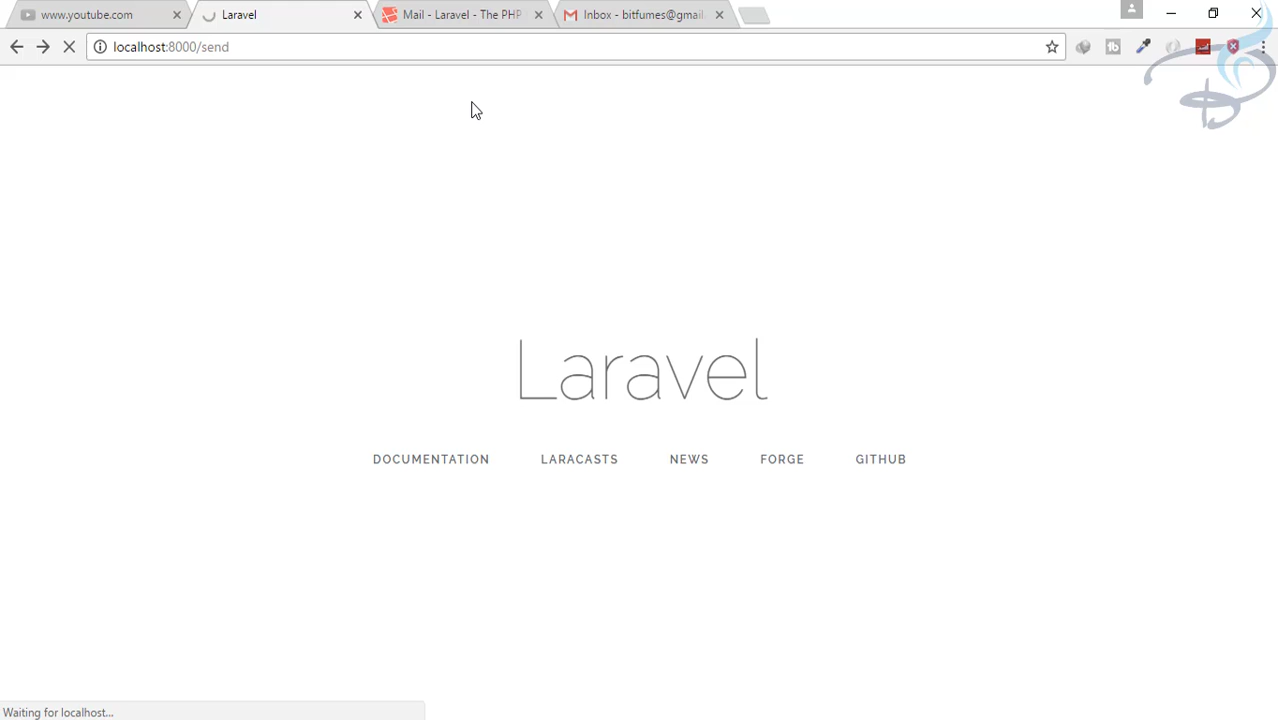 www.youtube.com
Laravel
Mail - Laravel - The PHP
Inbox - bitfumes@gmail.
localhost:8000/send
Laravel
DOCUMENTATION LARACASTS NEWS FORGE GITHUB
Waiting for localhost...